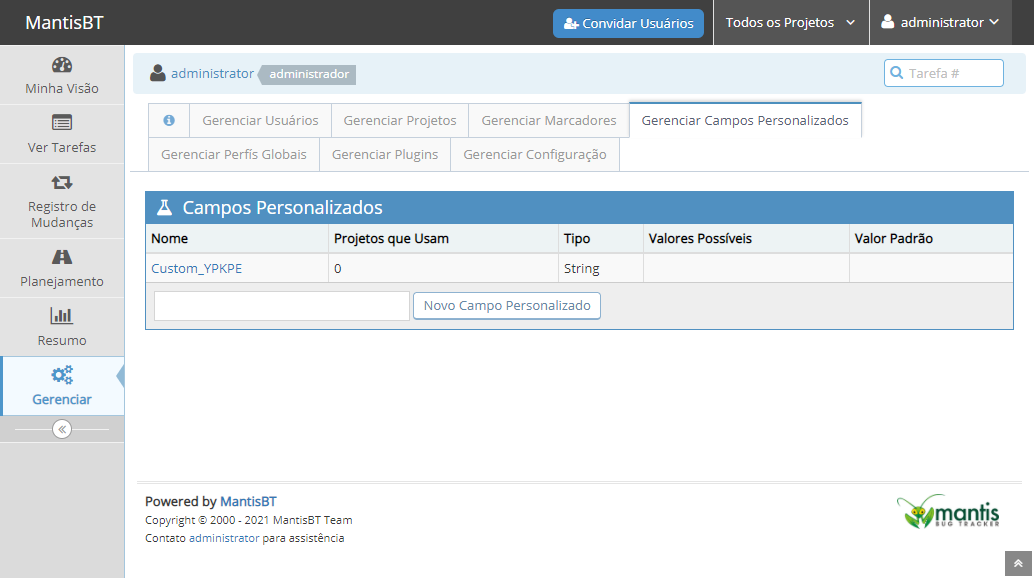 MantisBT
Convidar Usuários
Todos os Projetos
administrator
Minha Visão
Ver Tarefas
Registro de
Mudanças
Planejamento
Resumo
Gerenciar
administrator administrador
Tarefa #
Gerenciar Usuários Gerenciar Projetos Gerenciar Marcadores Gerenciar Campos Personalizados
Gerenciar Perfís Globais Gerenciar Plugins Gerenciar Configuração
Campos Personalizados
Nome Projetos que Usam Tipo Valores Possíveis Valor Padrão
Custom_YPKPE 0 String
Novo Campo Personalizado
Powered by MantisBT
Copyright © 2000 - 2021 MantisBT Team
Contato administrator para assistência
mantis
BUG TRACKER